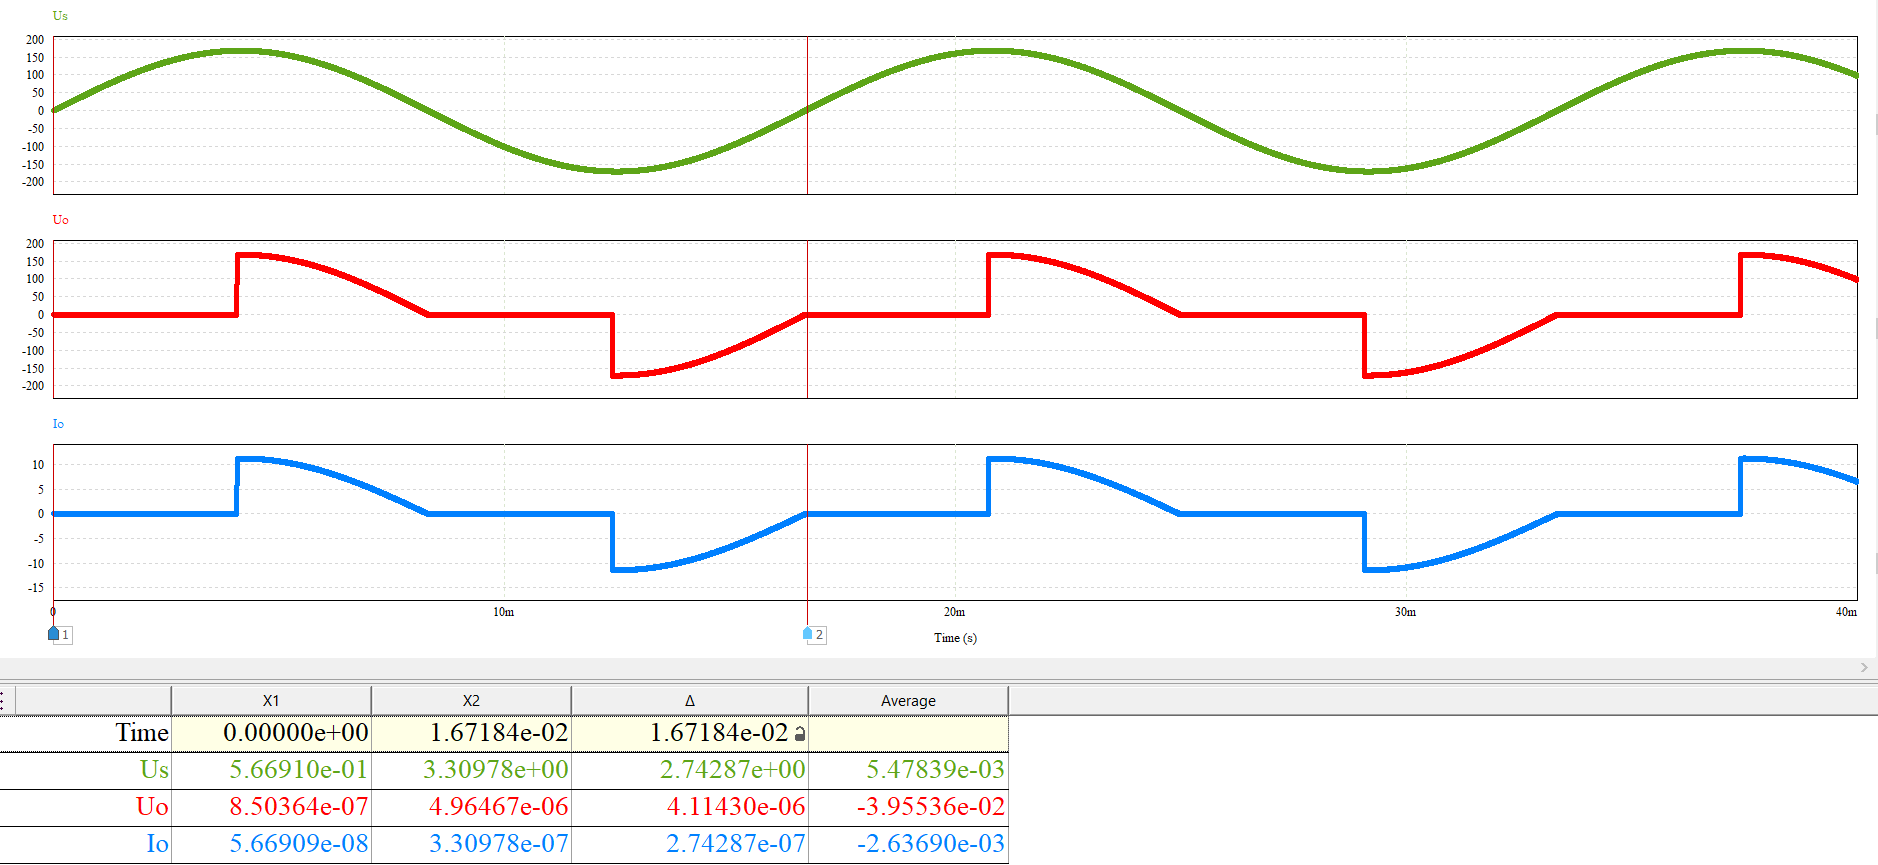 Us
200
150
100
50
0
-50
-100
-150
-200
Uo
200
150
100
50
0
-50
-100
-150
-200
Io
10
5
0
-5
-10
-15
0 10m 20m 30m 40m
1 2 Time (s)
X1 X2 Δ Average
Time 0.00000e+00 1.67184e-02 1.67184e-02
Us 5.66910e-01 3.30978e+00 2.74287e+00 5.47839e-03
Uo 8.50364e-07 4.96467e-06 4.11430e-06 -3.95536e-02
Io 5.66909e-08 3.30978e-07 2.74287e-07 -2.63690e-03